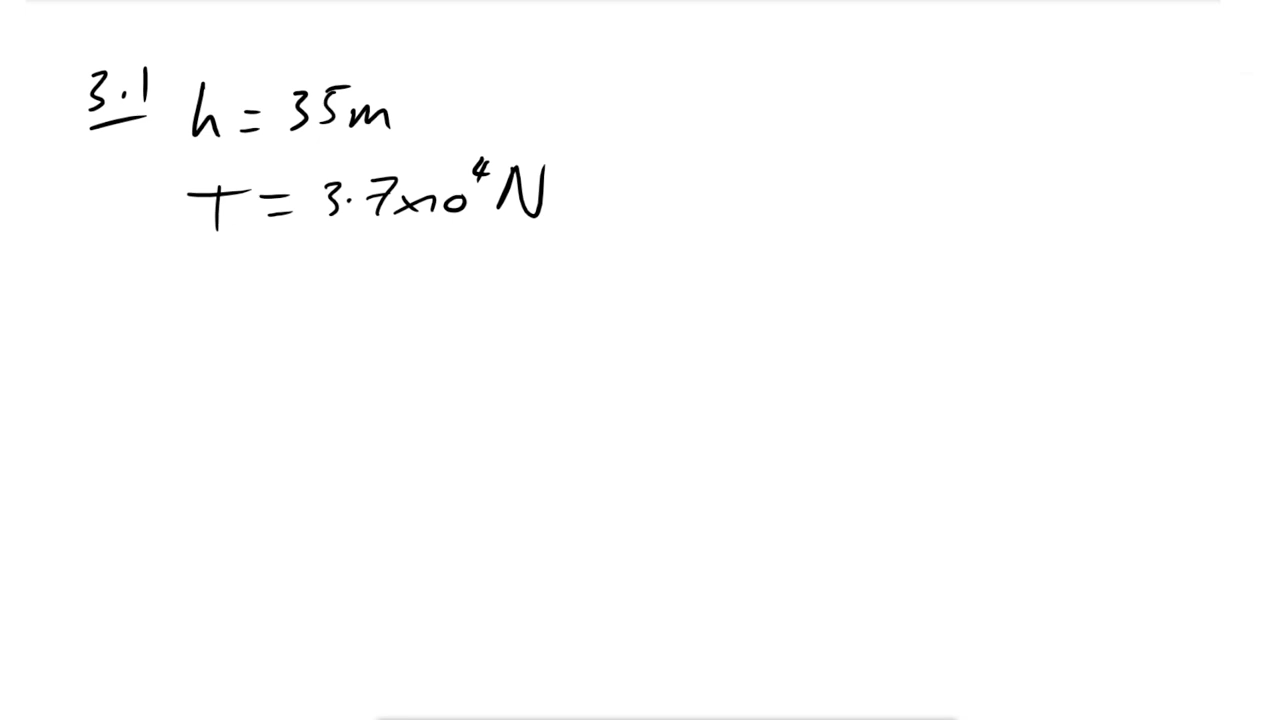 3.1 h = 35m
T = 3.7x10⁴ N